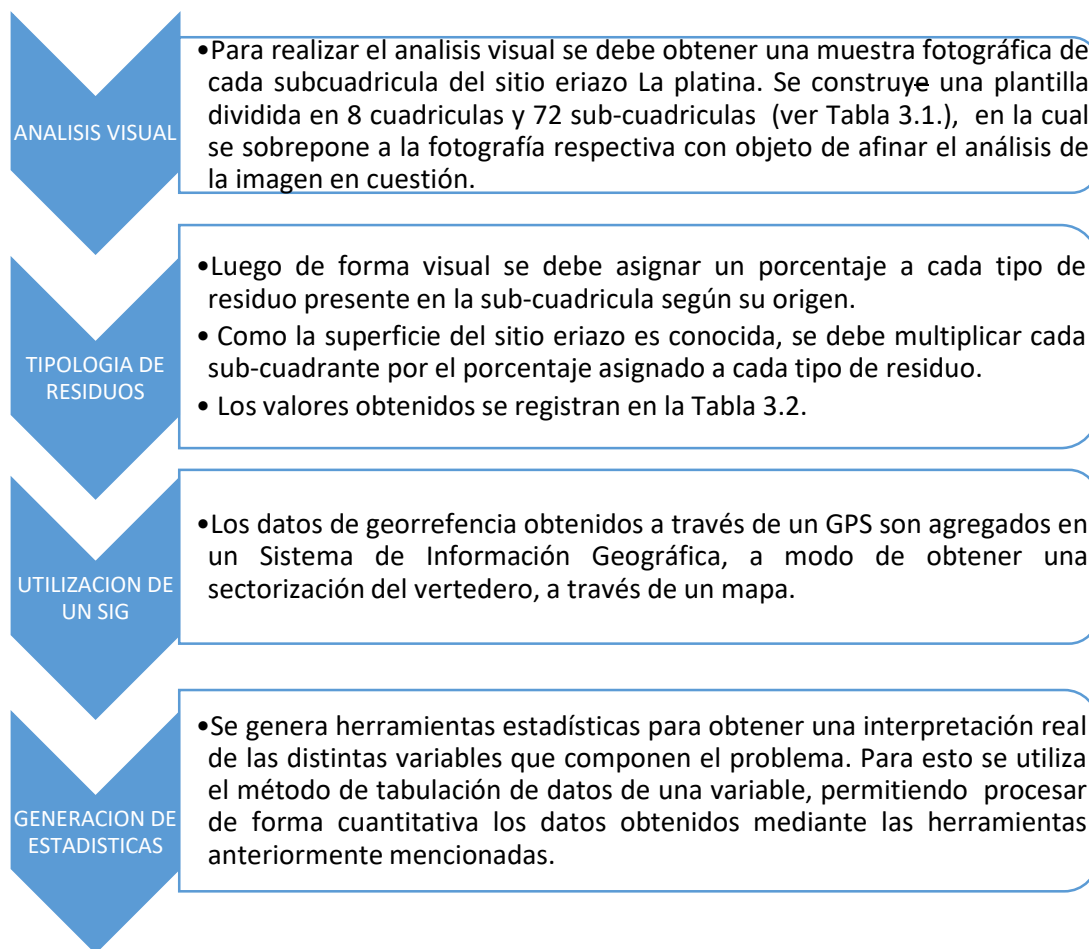 ANALISIS VISUAL
•Para realizar el analisis visual se debe obtener una muestra fotográfica de
cada subcuadricula del sitio eriazo La platina. Se construye una plantilla
dividida en 8 cuadriculas y 72 sub-cuadriculas (ver Tabla 3.1.), en la cual
se sobrepone a la fotografía respectiva con objeto de afinar el análisis de
la imagen en cuestión.
TIPOLOGIA DE
RESIDUOS
•Luego de forma visual se debe asignar un porcentaje a cada tipo de
residuo presente en la sub-cuadricula según su origen.
• Como la superficie del sitio eriazo es conocida, se debe multiplicar cada
sub-cuadrante por el porcentaje asignado a cada tipo de residuo.
• Los valores obtenidos se registran en la Tabla 3.2.
UTILIZACION DE
UN SIG
•Los datos de georrefencia obtenidos a través de un GPS son agregados en
un Sistema de Información Geográfica, a modo de obtener una
sectorización del vertedero, a través de un mapa.
GENERACION DE
ESTADISTICAS
•Se genera herramientas estadísticas para obtener una interpretación real
de las distintas variables que componen el problema. Para esto se utiliza
el método de tabulación de datos de una variable, permitiendo procesar
de forma cuantitativa los datos obtenidos mediante las herramientas
anteriormente mencionadas.